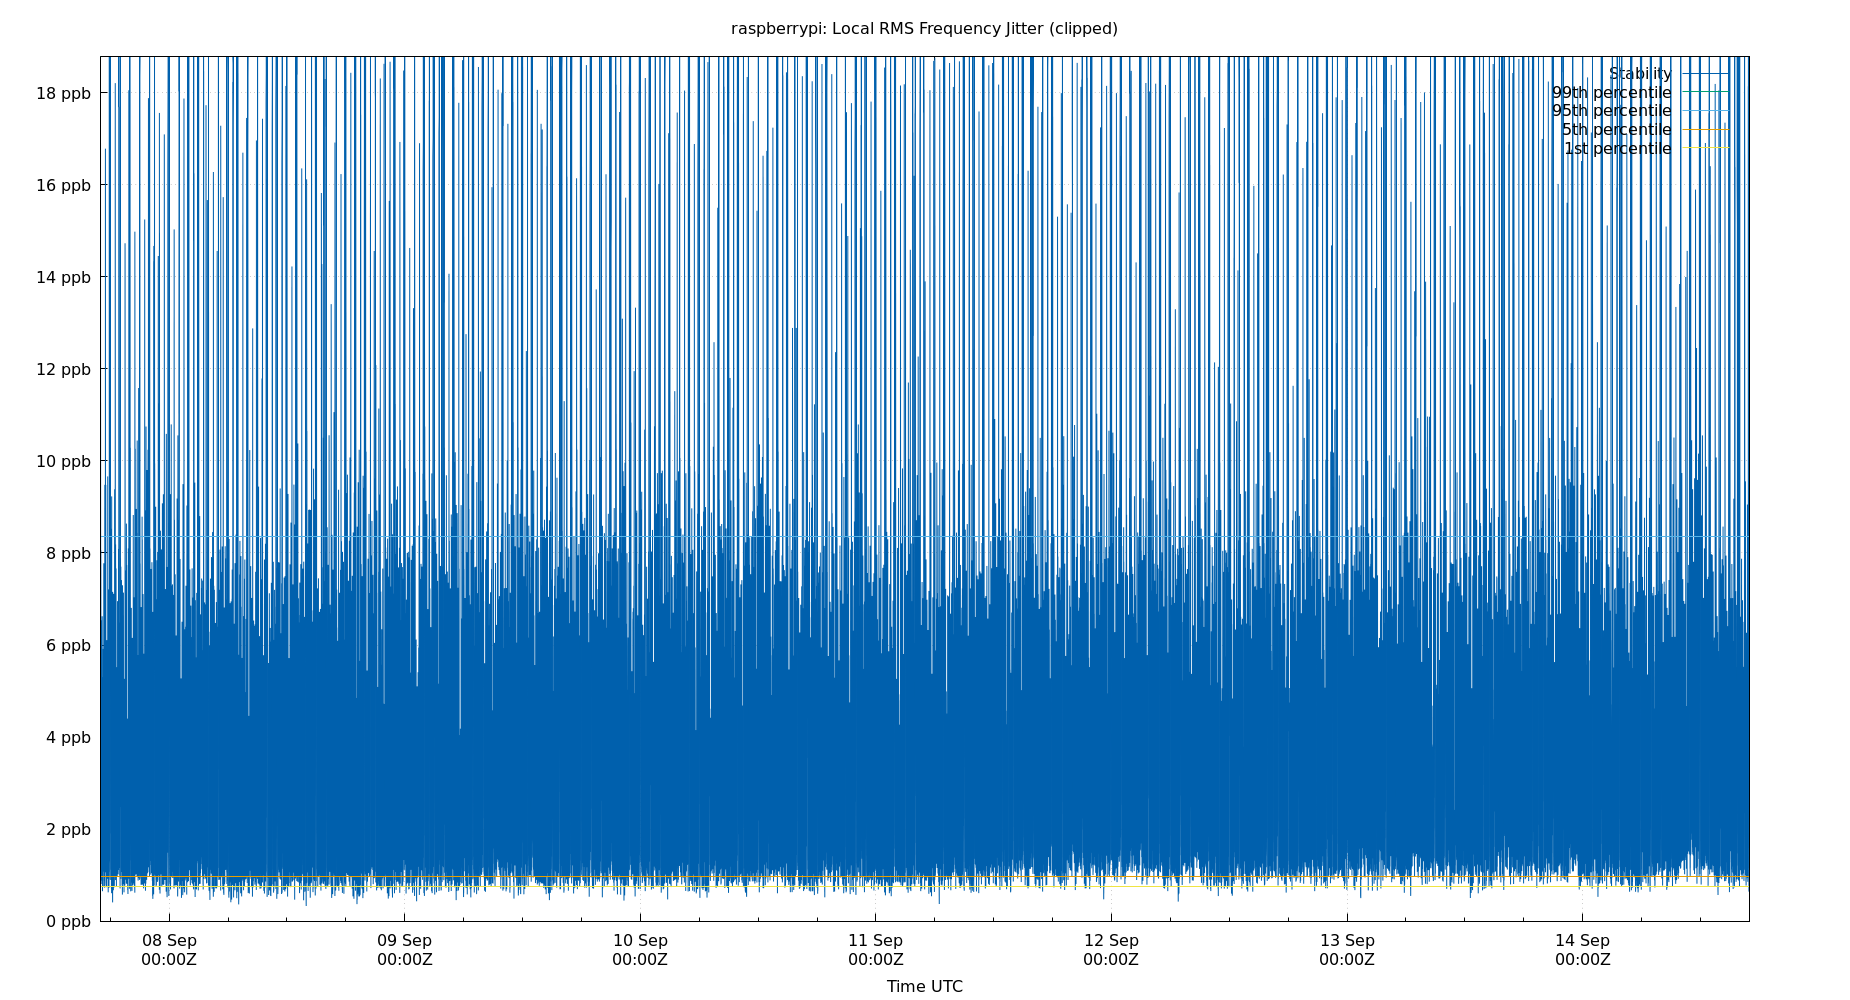 raspberrypi: Local RMS Frequency Jitter (clipped)
18 ppb
16 ppb
14 ppb
12 ppb
10 ppb
8 ppb
6 ppb
4 ppb
2 ppb
0 ppb
Stability
99th percentile
95th percentile
5th percentile
1st percentile
08 Sep 09 Sep 10 Sep 11 Sep 12 Sep 13 Sep 14 Sep
00:00Z 00:00Z 00:00Z 00:00Z 00:00Z 00:00Z 00:00Z
Time UTC